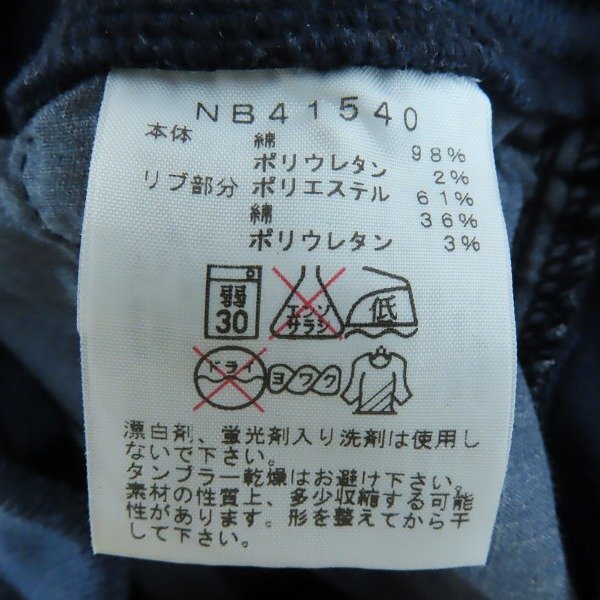 NB41540
本体 綿 98%
ポリウレタン 2%
リブ部分 ポリエステル 61%
綿 36%
ポリウレタン 3%
弱
30
エンソ
サラシ
低
ドライ
ヨワク
漂白剤、蛍光剤入り洗剤は使用し
ないで下さい。
タンブラー乾燥はお避け下さい。
素材の性質上、多少収縮する可能
性があります。形を整えてから干
して下さい。